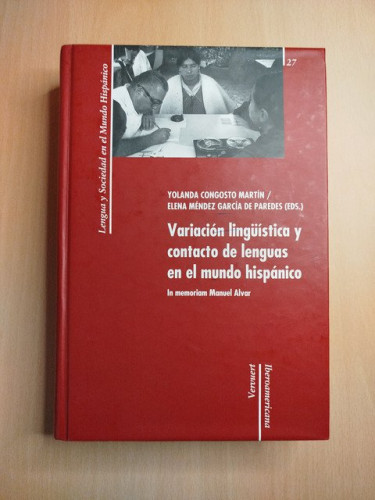 Lengua y Sociedad en el Mundo Hispánico
27
YOLANDA CONGOSTO MARTÍN /
ELENA MÉNDEZ GARCÍA DE PAREDES (EDS.)
Variación lingüística y
contacto de lenguas
en el mundo hispánico
In memoriam Manuel Alvar
Iberoamericana
Vervuert